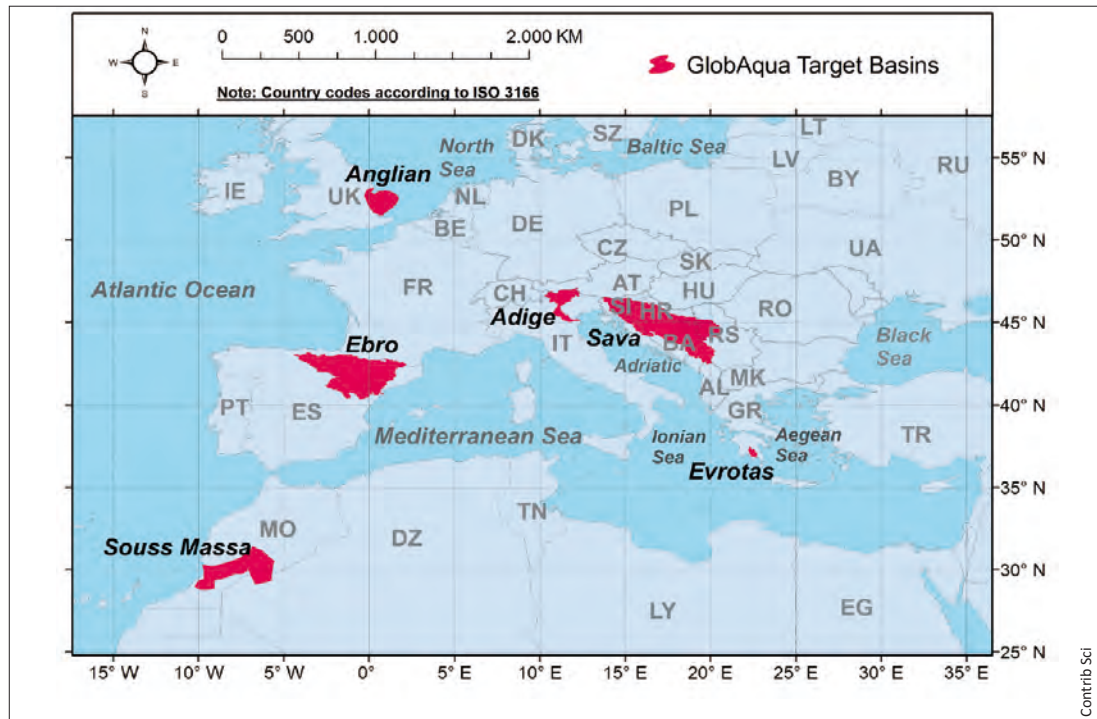 N
W E
S
0 500 1.000 2.000 KM
Note: Country codes according to ISO 3166
GlobAqua Target Basins
DK
SZ
LT
North
Sea
Baltic Sea
LV
RU
55° N
Anglian
IE
UK
NL
BY
BE
DE
PL
50° N
CZ
SK
UA
Atlantic Ocean
FR
CH
AT
HU
RO
Adige
SI
HR
45° N
Ebro
IT
Sava
BA
RS
Black
Sea
Adriatic
AL
MK
PT
ES
GR
40° N
Mediterranean Sea
Ionian
Sea
Aegean
Sea
TR
Evrotas
35° N
MO
DZ
TN
Souss Massa
30° N
LY
EG
25° N
15° W 10° W 5° W 0° E 5° E 10° E 15° E 20° E 25° E 30° E 35° E
Contrib Sci